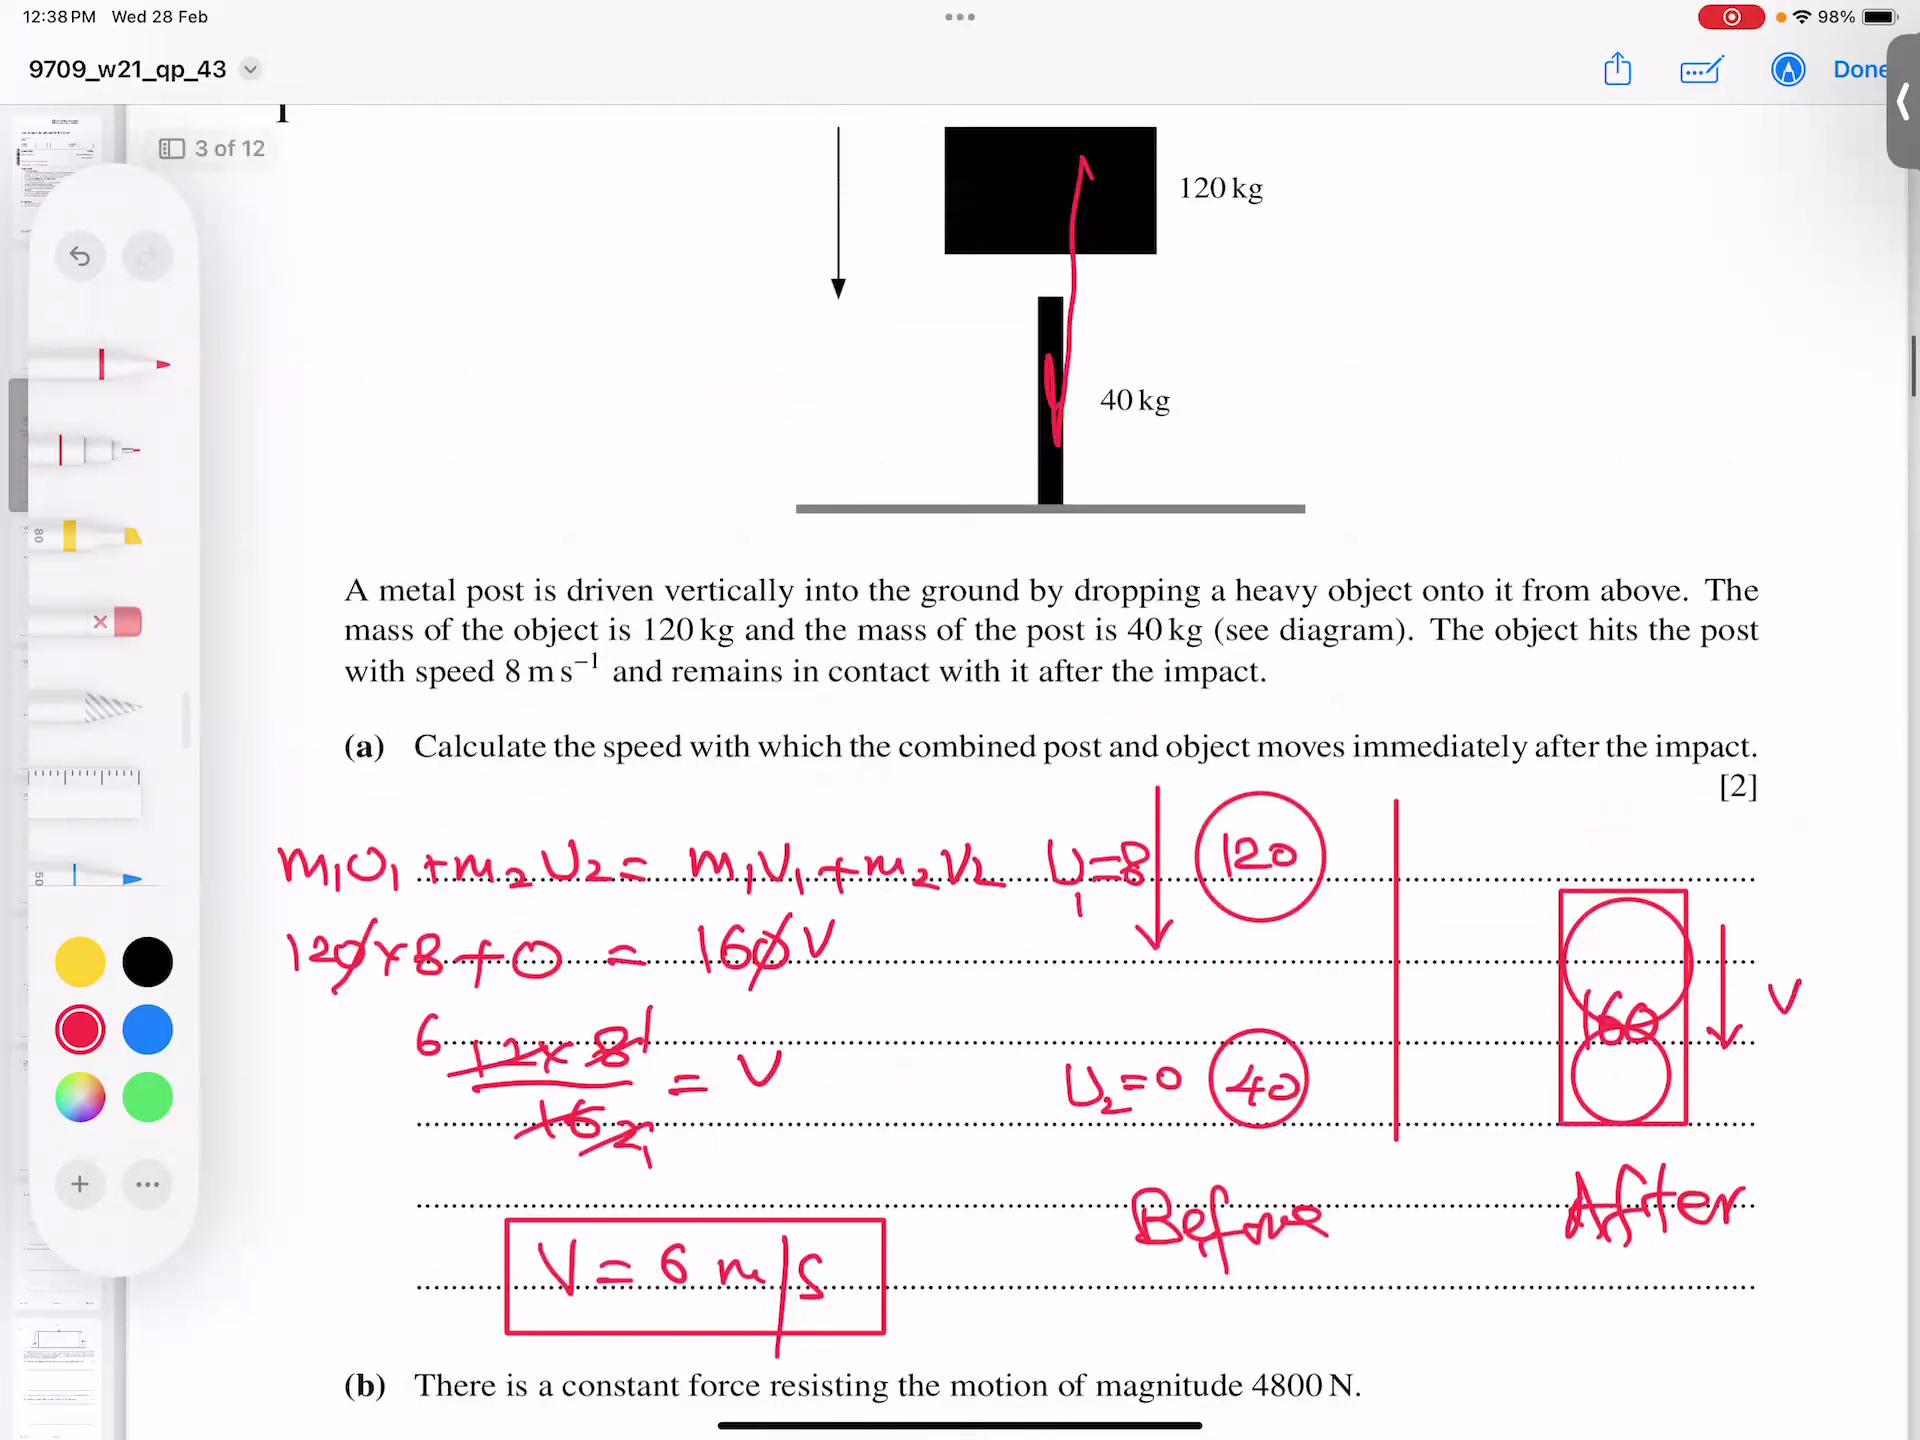 12:38 PM Wed 28 Feb
98%
9709_w21_qp_43
Done
1
3 of 12
120 kg
40 kg
80
50
A metal post is driven vertically into the ground by dropping a heavy object onto it from above. The
mass of the object is 120 kg and the mass of the post is 40 kg (see diagram). The object hits the post
with speed 8 m s⁻¹ and remains in contact with it after the impact.
(a) Calculate the speed with which the combined post and object moves immediately after the impact.
[2]
m₁U₁ + m₂U₂ = m₁V₁ + m₂V₂ U₁=8 120
120×8+0 = 160V
V
160
6 12×8 1
= V
16 2 1
U₂=0 40
Before After
V = 6 m/s
(b) There is a constant force resisting the motion of magnitude 4800 N.